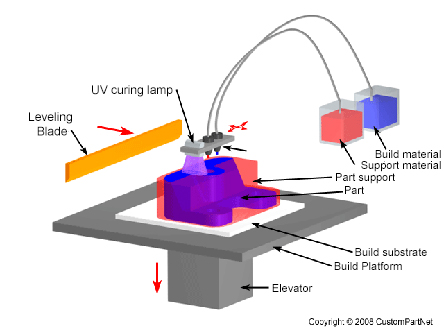 UV curing lamp
Leveling
Blade
Build material
Support material
Part support
Part
Build substrate
Build Platform
Elevator
Copyright © 2008 CustomPartNet